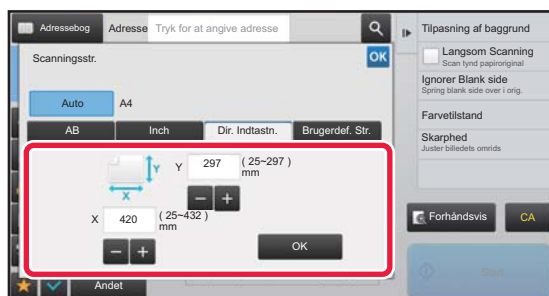 Adressebog Adresse Tryk for at angive adresse
Scanningsstr. OK
Auto A4
AB Inch Dir. Indtastn. Brugerdef. Str.
Y 297 ( 25~297 )
mm
Y
X
X 420 ( 25~432 )
mm
OK
Andet
Tilpasning af baggrund
Langsom Scanning
Scan tynd papiroriginal
Ignorer Blank side
Spring blank side over i orig.
Farvetilstand
Skarphed
Juster billedets omrids
Forhåndsvis CA
Start